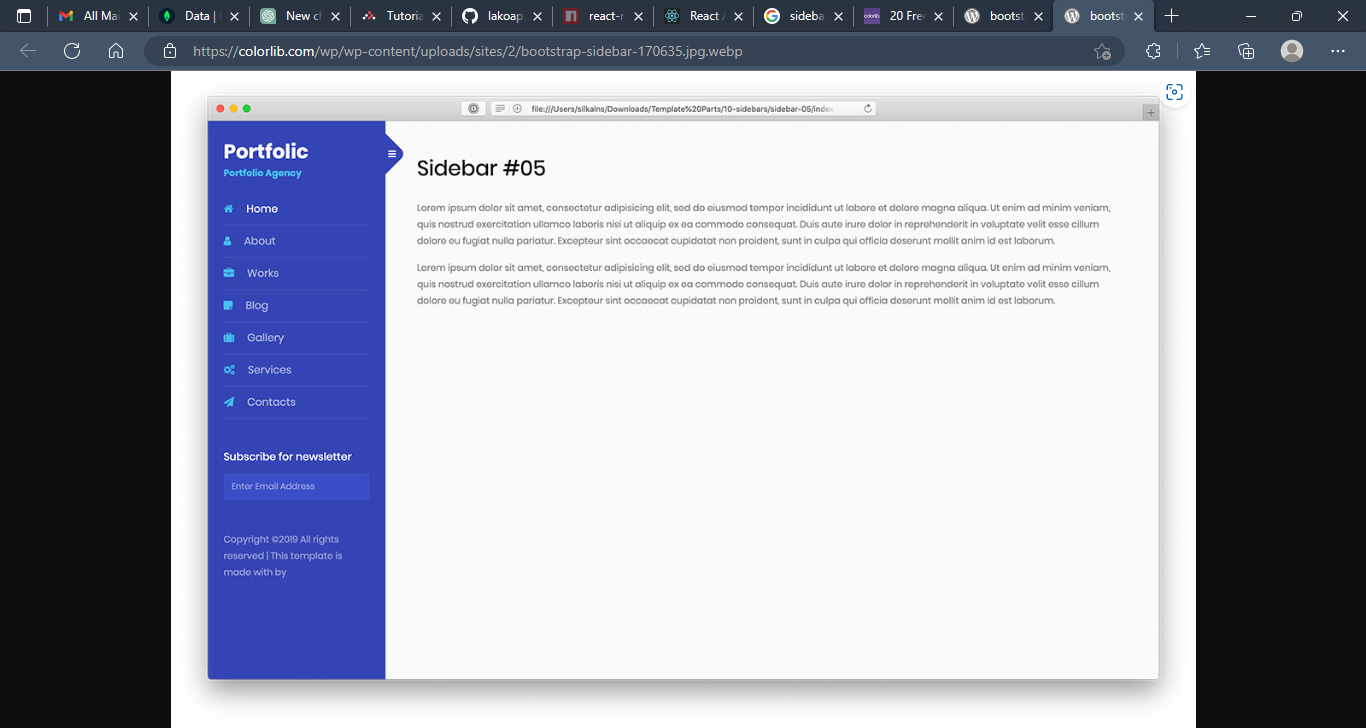 All Ma
Data |
New cl
Tutoria
lakoap
react-r
React
sideba
20 Fre
bootst
bootst
https://colorlib.com/wp/wp-content/uploads/sites/2/bootstrap-sidebar-170635.jpg.webp
file:///Users/silkalns/Downloads/Template%20Parts/10-sidebars/sidebar-05/index
Portfolic
Portfolio Agency
Home
About
Works
Blog
Gallery
Services
Contacts
Subscribe for newsletter
Enter Email Address
Copyright ©2019 All rights
reserved | This template is
made with by
Sidebar #05
Lorem ipsum dolor sit amet, consectetur adipisicing elit, sed do eiusmod tempor incididunt ut labore et dolore magna aliqua. Ut enim ad minim veniam,
quis nostrud exercitation ullamco laboris nisi ut aliquip ex ea commodo consequat. Duis aute irure dolor in reprehenderit in voluptate velit esse cillum
dolore eu fugiat nulla pariatur. Excepteur sint occaecat cupidatat non proident, sunt in culpa qui officia deserunt mollit anim id est laborum.
Lorem ipsum dolor sit amet, consectetur adipisicing elit, sed do eiusmod tempor incididunt ut labore et dolore magna aliqua. Ut enim ad minim veniam,
quis nostrud exercitation ullamco laboris nisi ut aliquip ex ea commodo consequat. Duis aute irure dolor in reprehenderit in voluptate velit esse cillum
dolore eu fugiat nulla pariatur. Excepteur sint occaecat cupidatat non proident, sunt in culpa qui officia deserunt mollit anim id est laborum.